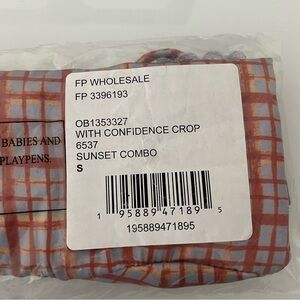 FP WHOLESALE
FP 3396193
OB1353327
WITH CONFIDENCE CROP
6537
SUNSET COMBO
S
1 95889 47189 5
195889471895
BABIES AND
PLAYPENS.